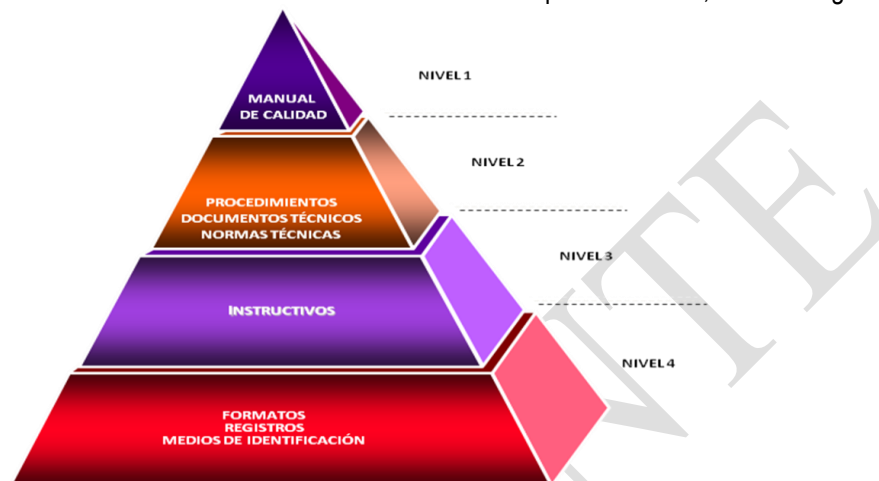 NIVEL 1
MANUAL
DE CALIDAD
NIVEL 2
PROCEDIMIENTOS
DOCUMENTOS TÉCNICOS
NORMAS TÉCNICAS
NIVEL 3
INSTRUCTIVOS
NIVEL 4
FORMATOS
REGISTROS
MEDIOS DE IDENTIFICACIÓN
NTE